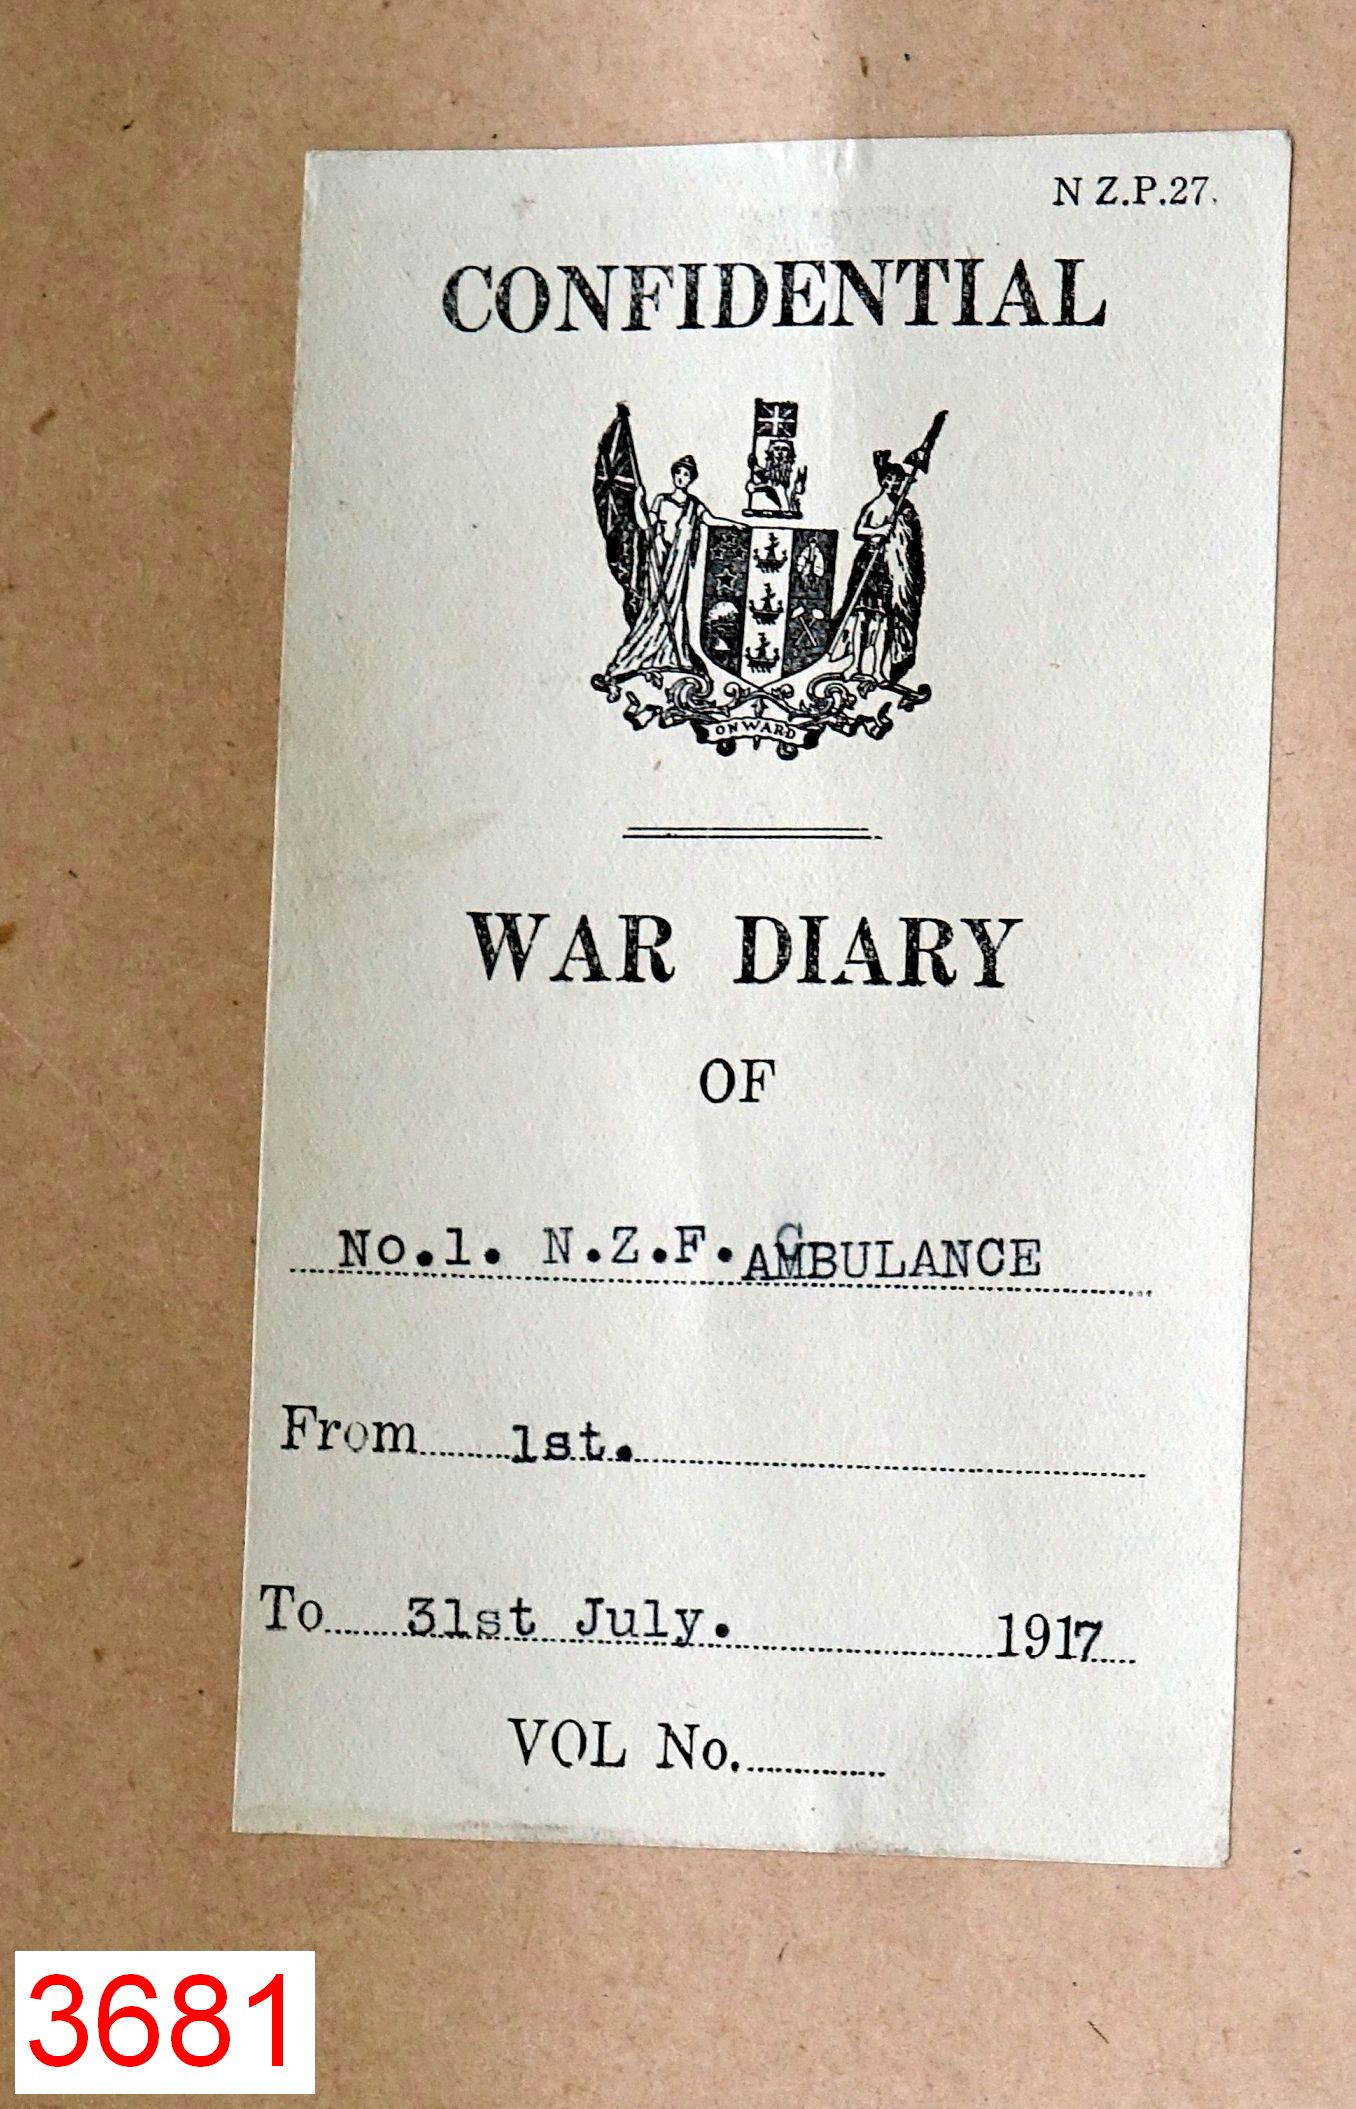 N Z.P.27.
CONFIDENTIAL
ONWARD
WAR DIARY
OF
No.1. N.Z.F.AMBULANCE
From 1st.
To 31st July. 1917
VOL No.
3681